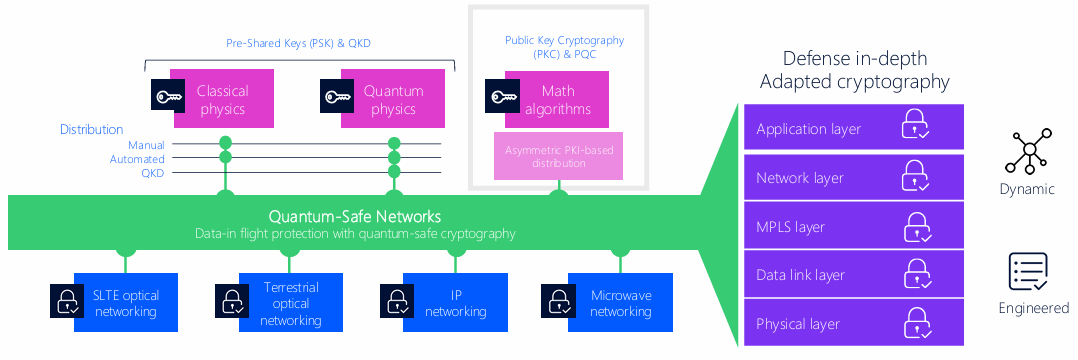 Pre-Shared Keys (PSK) & QKD
Public Key Cryptography
(PKC) & PQC
Classical
physics
Quantum
physics
Math
algorithms
Distribution
Manual
Automated
QKD
Asymmetric PKI-based
distribution
Quantum-Safe Networks
Data-in flight protection with quantum-safe cryptography
SLTE optical
networking
Terrestrial
optical
networking
IP
networking
Microwave
networking
Defense in-depth
Adapted cryptography
Application layer
Network layer
MPLS layer
Data link layer
Physical layer
Dynamic
Engineered